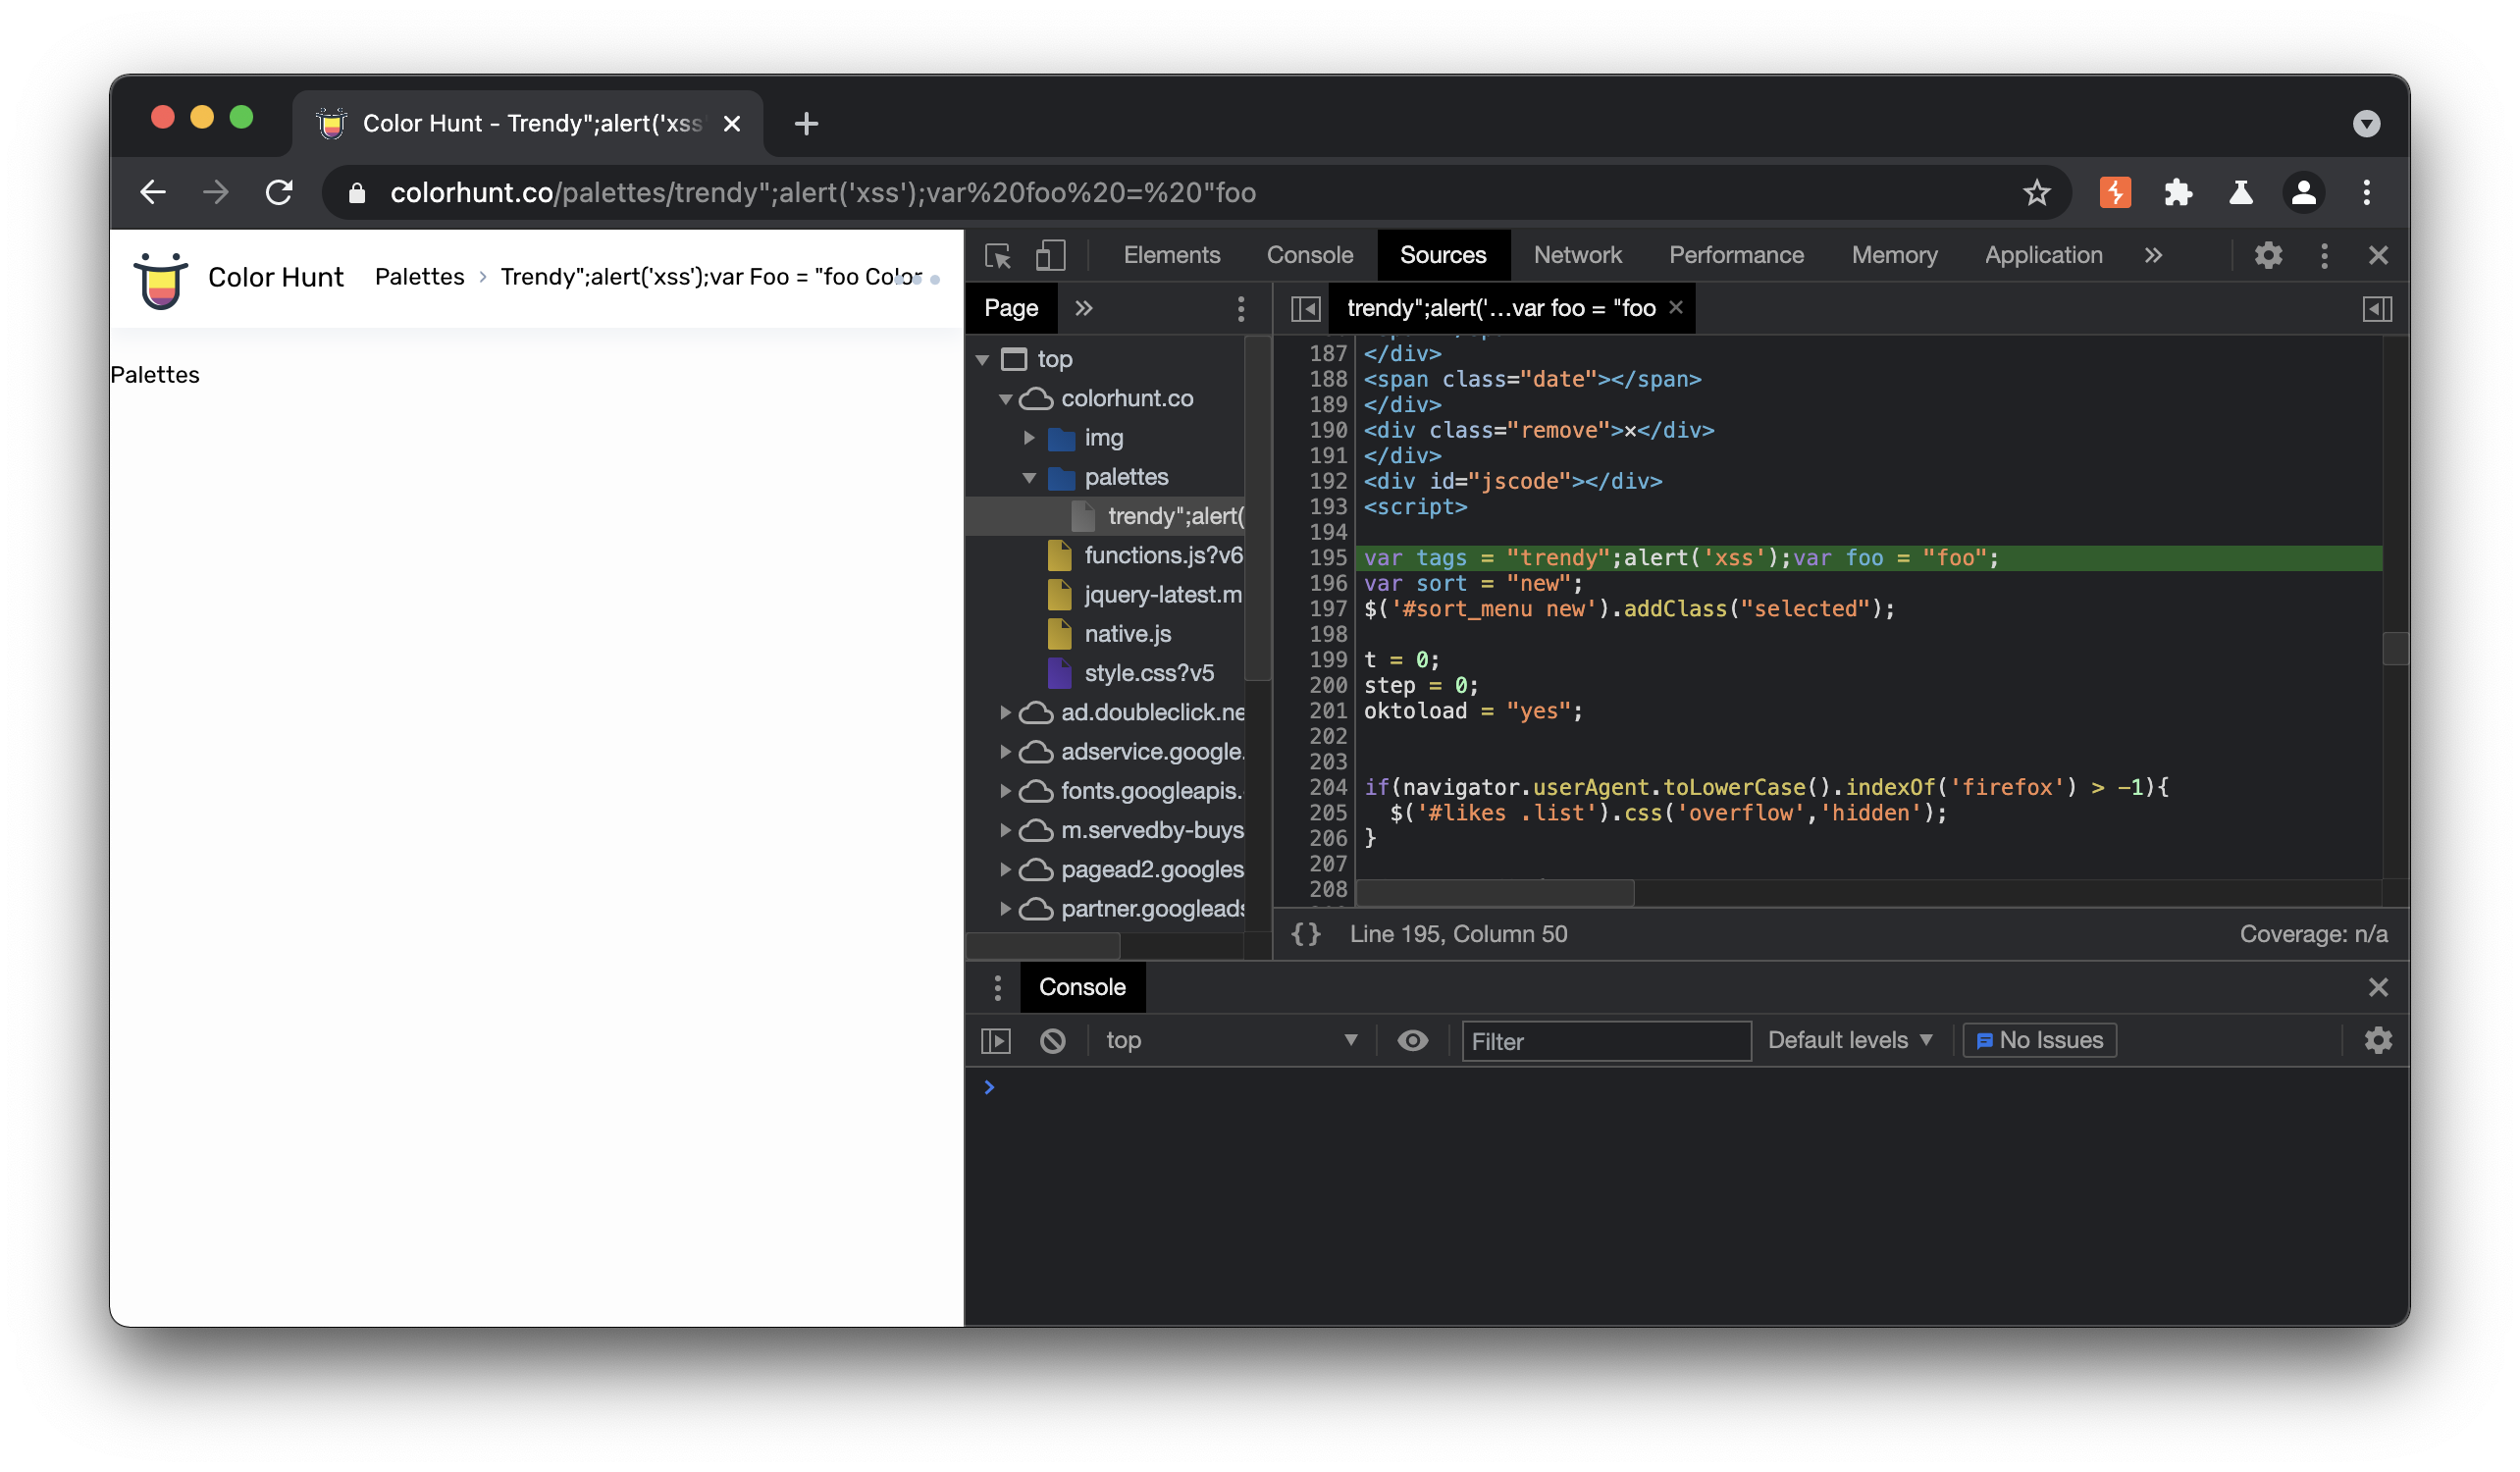 Color Hunt - Trendy";alert('xss'
colorhunt.co/palettes/trendy";alert('xss');var%20foo%20=%20"foo
Color Hunt Palettes › Trendy";alert('xss');var Foo = "foo Color
Palettes
Elements Console Sources Network Performance Memory Application »
Page »
trendy";alert('…var foo = "foo ×
top
colorhunt.co
img
palettes
trendy";alert(
functions.js?v6
jquery-latest.m
native.js
style.css?v5
ad.doubleclick.ne
adservice.google.
fonts.googleapis.
m.servedby-buys
pagead2.googles
partner.googleads
187 </div>
188 <span class="date"></span>
189 </div>
190 <div class="remove">×</div>
191 </div>
192 <div id="jscode"></div>
193 <script>
194
195 var tags = "trendy";alert('xss');var foo = "foo";
196 var sort = "new";
197 $('#sort_menu new').addClass("selected");
198
199 t = 0;
200 step = 0;
201 oktoload = "yes";
202
203
204 if(navigator.userAgent.toLowerCase().indexOf('firefox') > -1){
205 $('#likes .list').css('overflow','hidden');
206 }
207
208
{} Line 195, Column 50 Coverage: n/a
Console
top Filter Default levels No Issues